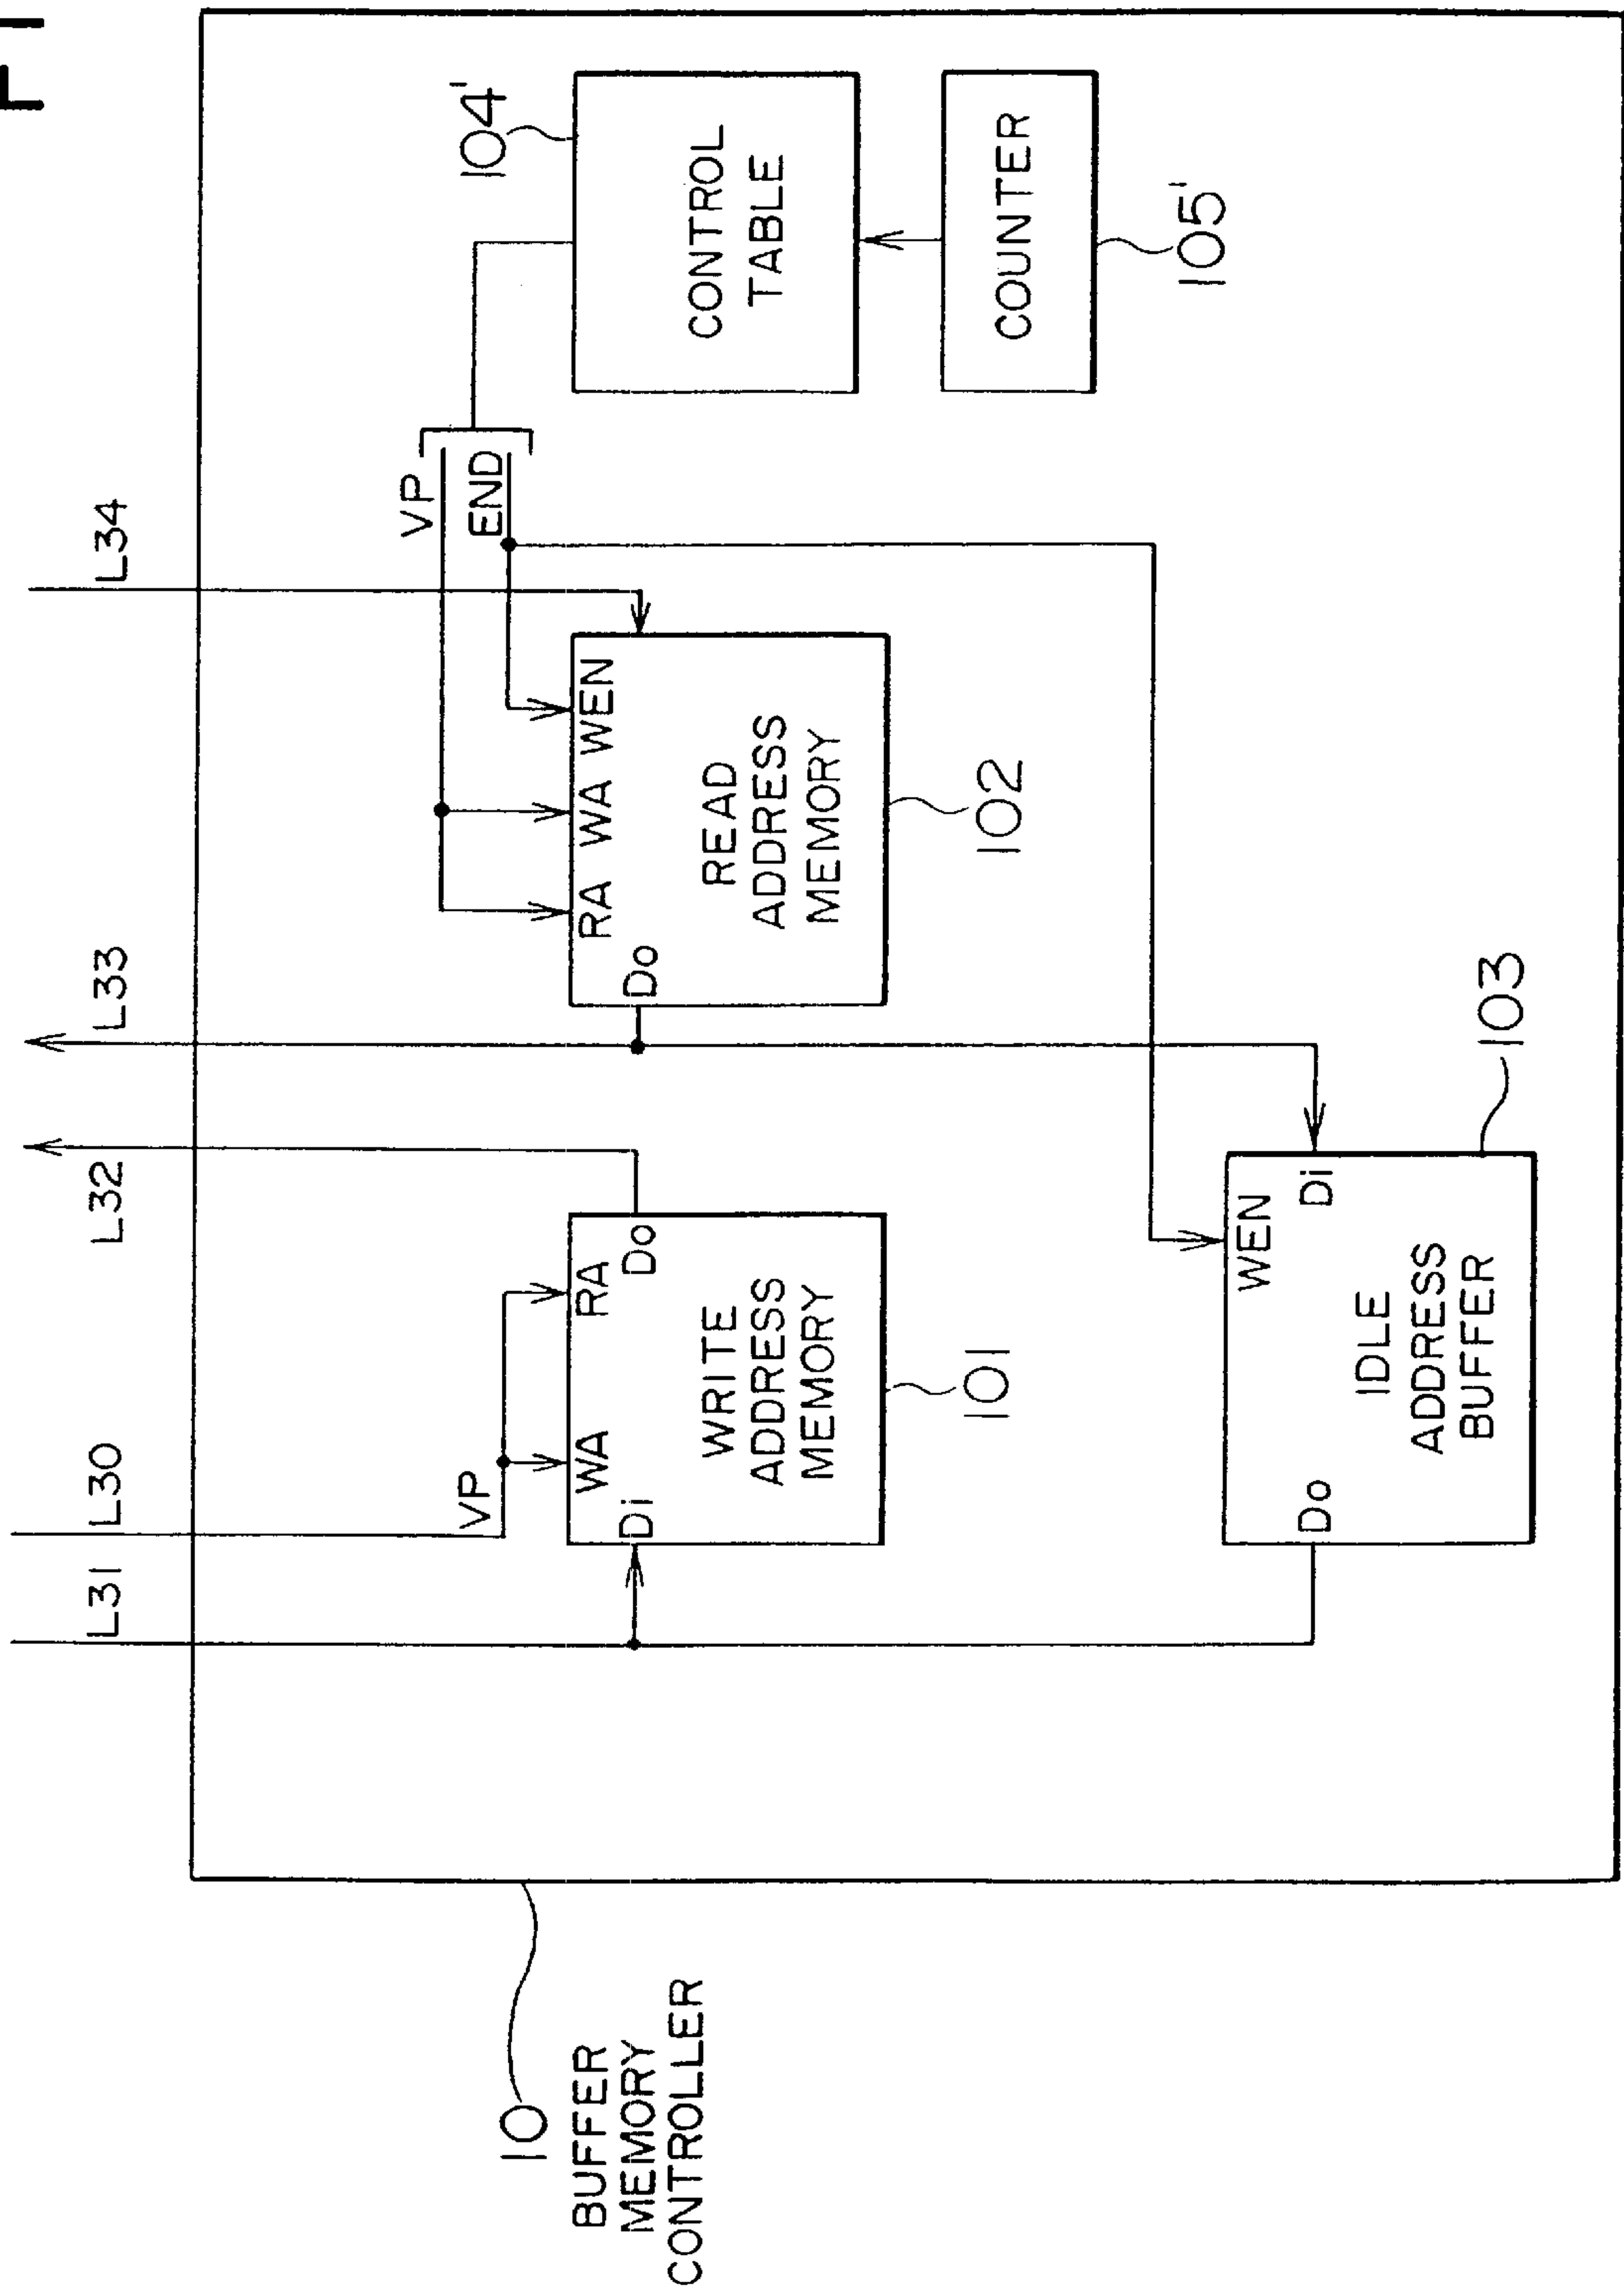 L31
L30
L32
L33
L34
VP
VP
END
WA
RA
Di
Do
WRITE
ADDRESS
MEMORY
101
RA
WA
WEN
Do
READ
ADDRESS
MEMORY
102
104'
CONTROL
TABLE
COUNTER
105'
WEN
Do
Di
IDLE
ADDRESS
BUFFER
103
10
BUFFER
MEMORY
CONTROLLER